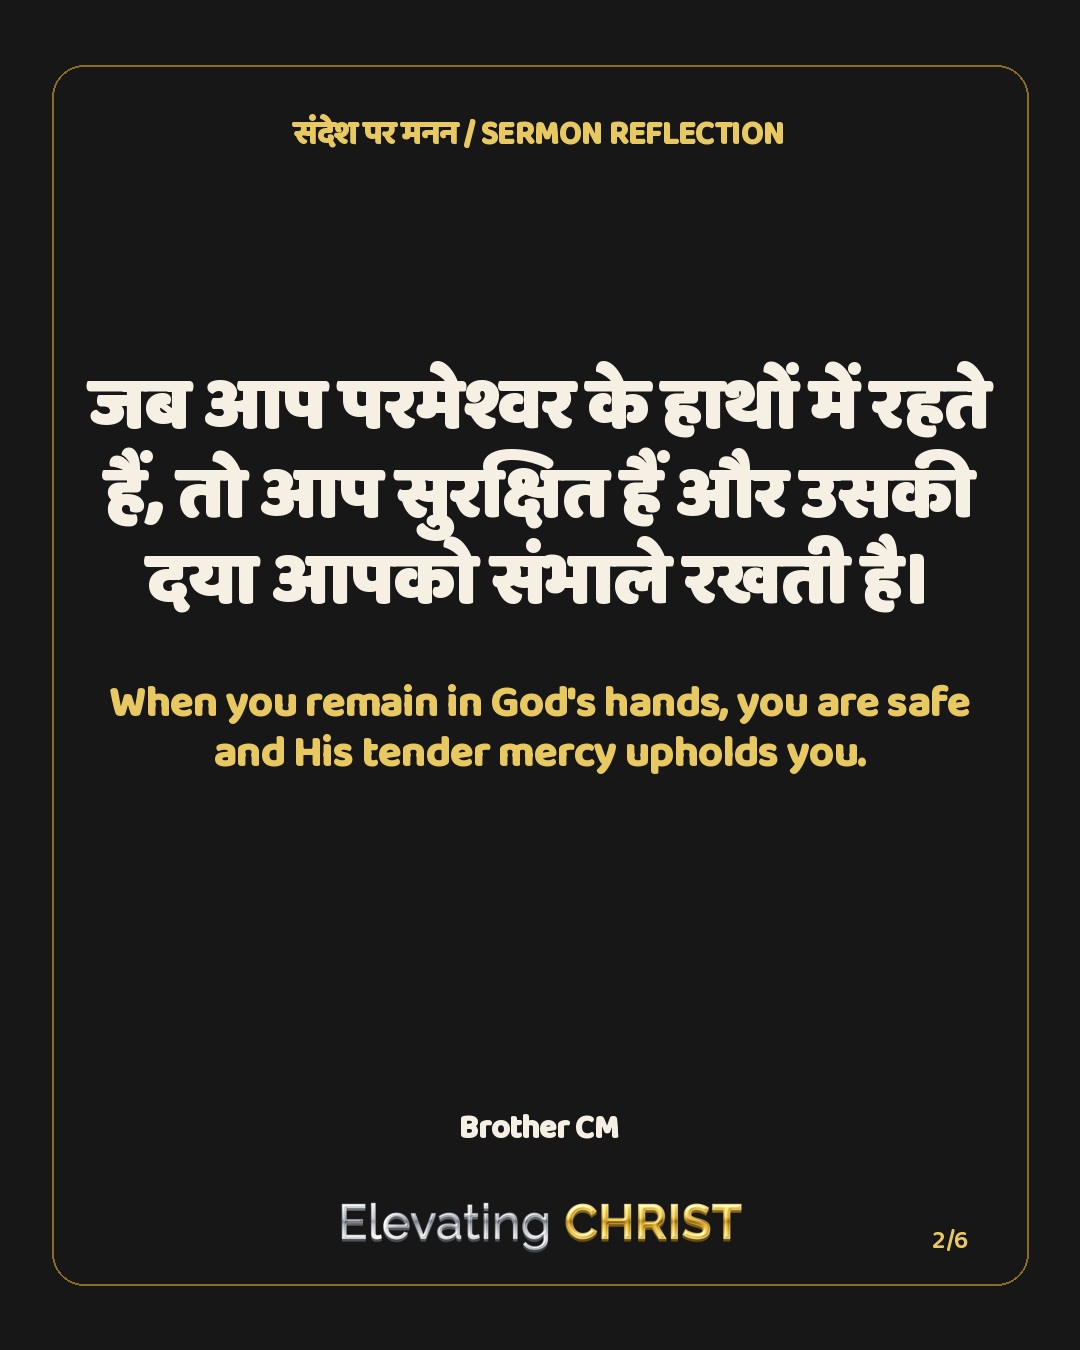 संदेश पर मनन / SERMON REFLECTION
जब आप परमेश्वर के हाथों में रहते
हैं, तो आप सुरक्षित हैं और उसकी
दया आपको संभाले रखती है।
When you remain in God's hands, you are safe
and His tender mercy upholds you.
Brother CM
Elevating CHRIST
2/6